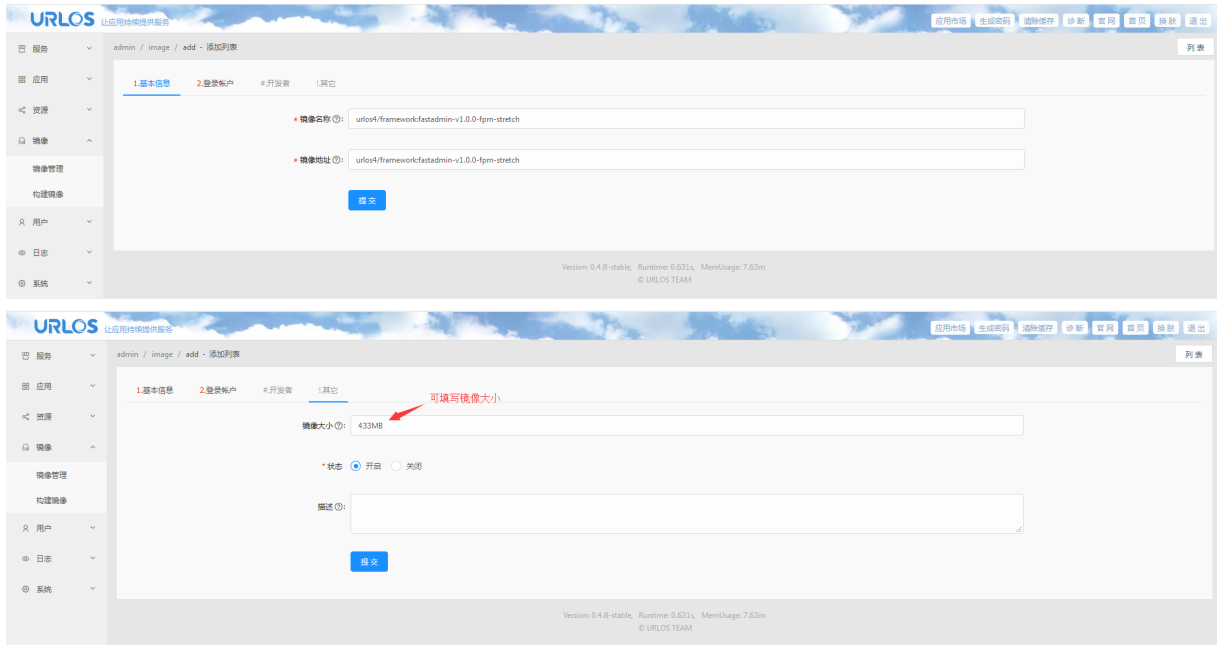 URLOS 让应用持续提供服务 应用市场 生成密码 清除缓存 诊断 官网 首页 换肤 退出
服务 admin / image / add - 添加列表 列表
应用 1.基本信息 2.登录帐户 #.开发者 !.其它
资源 * 镜像名称 : urlos4/framework:fastadmin-v1.0.0-fpm-stretch
镜像
镜像管理 * 镜像地址 : urlos4/framework:fastadmin-v1.0.0-fpm-stretch
构建镜像 提交
用户
日志
Version: 0.4.8-stable, Runtime: 0.631s, MemUsage: 7.63m
© URLOS TEAM
系统
URLOS 让应用持续提供服务 应用市场 生成密码 清除缓存 诊断 官网 首页 换肤 退出
服务 admin / image / add - 添加列表 列表
应用 1.基本信息 2.登录帐户 #.开发者 !.其它
可填写镜像大小
资源 镜像大小 : 433MB
镜像
镜像管理 * 状态 开启 关闭
构建镜像 描述 :
用户
日志 提交
系统
Version: 0.4.8-stable, Runtime: 0.631s, MemUsage: 7.63m
© URLOS TEAM